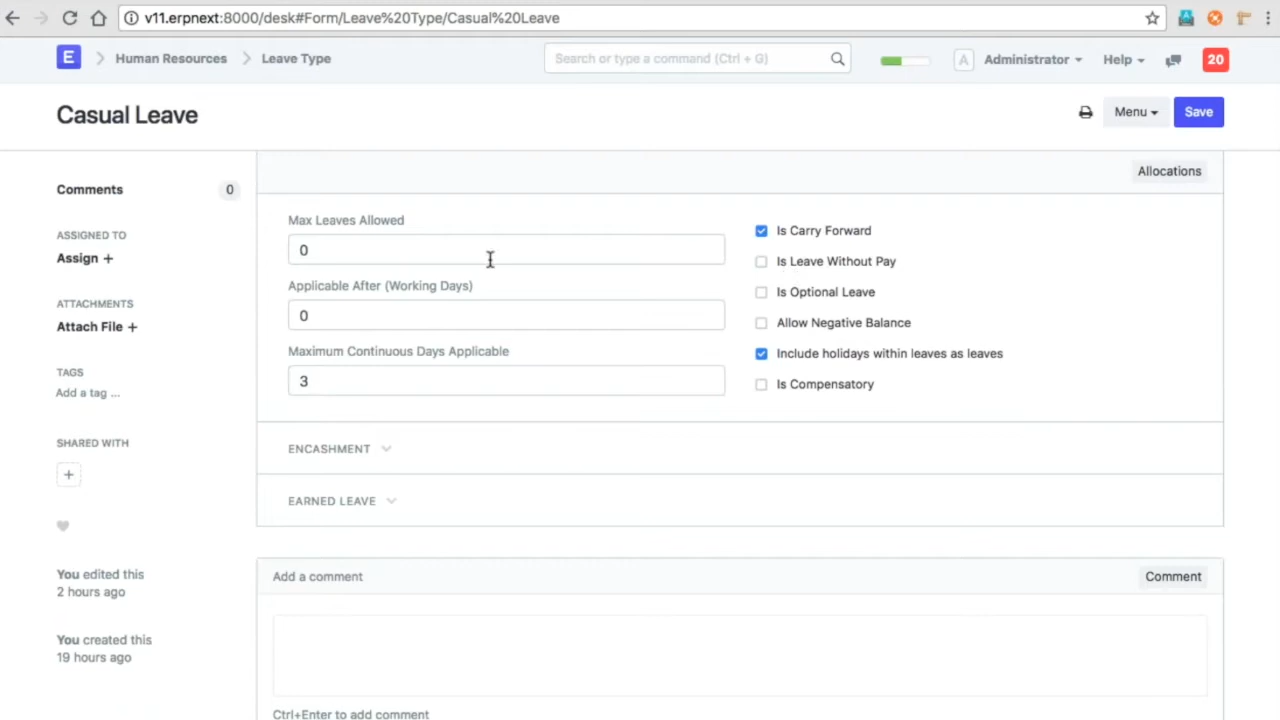 v11.erpnext:8000/desk#Form/Leave%20Type/Casual%20Leave
E
Human Resources
Leave Type
Search or type a command (Ctrl + G)
A
Administrator
Help
20
Casual Leave
Menu
Save
Comments
0
ASSIGNED TO
Assign +
ATTACHMENTS
Attach File +
TAGS
Add a tag ...
SHARED WITH
+
You edited this
2 hours ago
You created this
19 hours ago
Allocations
Max Leaves Allowed
0
Applicable After (Working Days)
0
Maximum Continuous Days Applicable
3
Is Carry Forward
Is Leave Without Pay
Is Optional Leave
Allow Negative Balance
Include holidays within leaves as leaves
Is Compensatory
ENCASHMENT
EARNED LEAVE
Add a comment
Comment
Ctrl+Enter to add comment